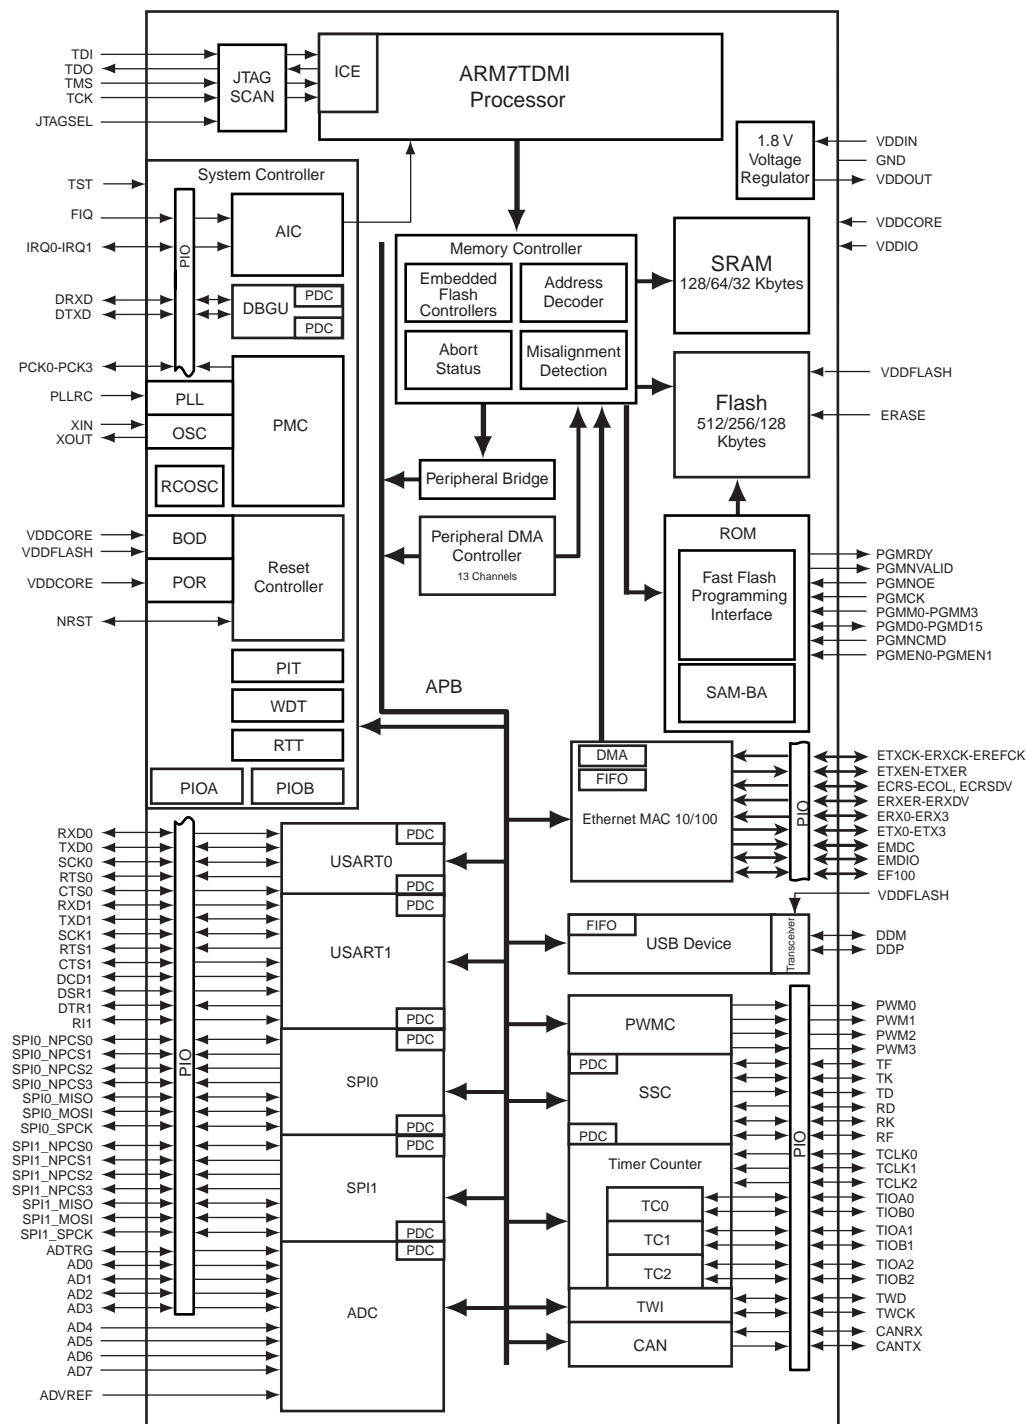 TDI
TDO
TMS
TCK
JTAGSEL
JTAG
SCAN
ICE
ARM7TDMI
Processor
1.8 V
Voltage
Regulator
VDDIN
GND
VDDOUT
VDDCORE
VDDIO
System Controller
TST
FIQ
IRQ0-IRQ1
PIO
AIC
DRXD
DTXD
DBGU
PDC
PDC
PCK0-PCK3
PLLRC
PLL
XIN
XOUT
OSC
RCOSC
PMC
VDDCORE
VDDFLASH
BOD
VDDCORE
POR
Reset
Controller
NRST
PIT
WDT
RTT
PIOA
PIOB
Memory Controller
Embedded
Flash
Controllers
Address
Decoder
Abort
Status
Misalignment
Detection
SRAM
128/64/32 Kbytes
Flash
512/256/128
Kbytes
VDDFLASH
ERASE
Peripheral Bridge
Peripheral DMA
Controller
13 Channels
APB
ROM
Fast Flash
Programming
Interface
SAM-BA
PGMRDY
PGMNVALID
PGMNOE
PGMCK
PGMM0-PGMM3
PGMD0-PGMD15
PGMNCMD
PGMEN0-PGMEN1
DMA
FIFO
Ethernet MAC 10/100
PIO
ETXCK-ERXCK-EREFCK
ETXEN-ETXER
ECRS-ECOL, ECRSDV
ERXER-ERXDV
ERX0-ERX3
ETX0-ETX3
EMDC
EMDIO
EF100
VDDFLASH
FIFO
USB Device
Transceiver
DDM
DDP
RXD0
TXD0
SCK0
RTS0
CTS0
RXD1
TXD1
SCK1
RTS1
CTS1
DCD1
DSR1
DTR1
RI1
SPI0_NPCS0
SPI0_NPCS1
SPI0_NPCS2
SPI0_NPCS3
SPI0_MISO
SPI0_MOSI
SPI0_SPCK
SPI1_NPCS0
SPI1_NPCS1
SPI1_NPCS2
SPI1_NPCS3
SPI1_MISO
SPI1_MOSI
SPI1_SPCK
ADTRG
AD0
AD1
AD2
AD3
AD4
AD5
AD6
AD7
ADVREF
PIO
PDC
USART0
PDC
PDC
USART1
PDC
PDC
SPI0
PDC
PDC
SPI1
PDC
PDC
ADC
PWMC
PDC
SSC
PDC
Timer Counter
TC0
TC1
TC2
TWI
CAN
PIO
PWM0
PWM1
PWM2
PWM3
TF
TK
TD
RD
RK
RF
TCLK0
TCLK1
TCLK2
TIOA0
TIOB0
TIOA1
TIOB1
TIOA2
TIOB2
TWD
TWCK
CANRX
CANTX